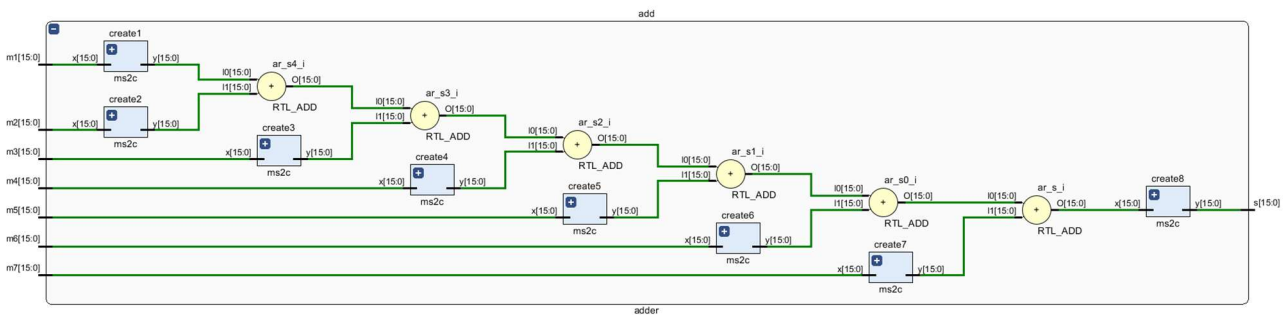 add
create1
m1[15:0] x[15:0] y[15:0]
ms2c
ar_s4_i
I0[15:0] O[15:0]
I1[15:0] +
RTL_ADD
create2
m2[15:0] x[15:0] y[15:0]
ms2c
ar_s3_i
I0[15:0] O[15:0]
I1[15:0] +
RTL_ADD
create3
m3[15:0] x[15:0] y[15:0]
ms2c
ar_s2_i
I0[15:0] O[15:0]
I1[15:0] +
RTL_ADD
create4
m4[15:0] x[15:0] y[15:0]
ms2c
ar_s1_i
I0[15:0] O[15:0]
I1[15:0] +
RTL_ADD
create5
m5[15:0] x[15:0] y[15:0]
ms2c
ar_s0_i
I0[15:0] O[15:0]
I1[15:0] +
RTL_ADD
create6
m6[15:0] x[15:0] y[15:0]
ms2c
ar_s_i
I0[15:0] O[15:0]
I1[15:0] +
RTL_ADD
create8
x[15:0] y[15:0] s[15:0]
ms2c
create7
m7[15:0] x[15:0] y[15:0]
ms2c
adder